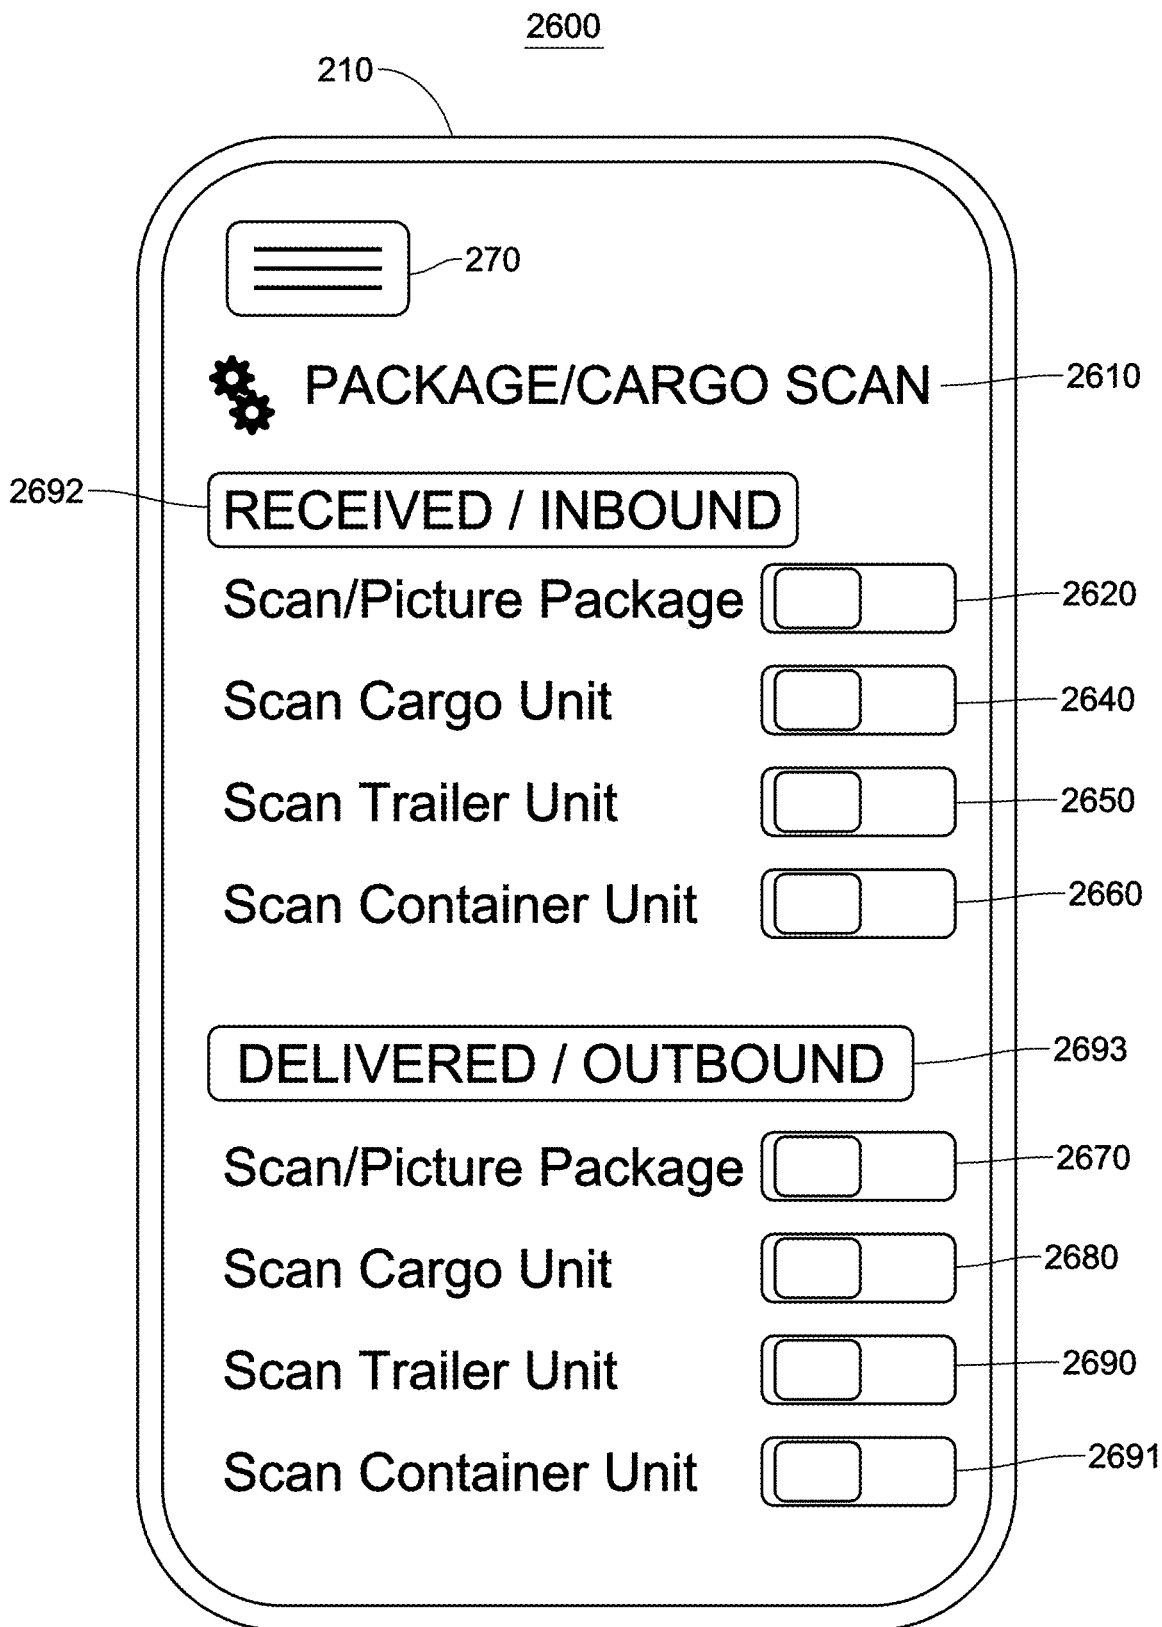 2600
210
270
PACKAGE/CARGO SCAN 2610
2692 RECEIVED / INBOUND
Scan/Picture Package 2620
Scan Cargo Unit 2640
Scan Trailer Unit 2650
Scan Container Unit 2660
DELIVERED / OUTBOUND 2693
Scan/Picture Package 2670
Scan Cargo Unit 2680
Scan Trailer Unit 2690
Scan Container Unit 2691